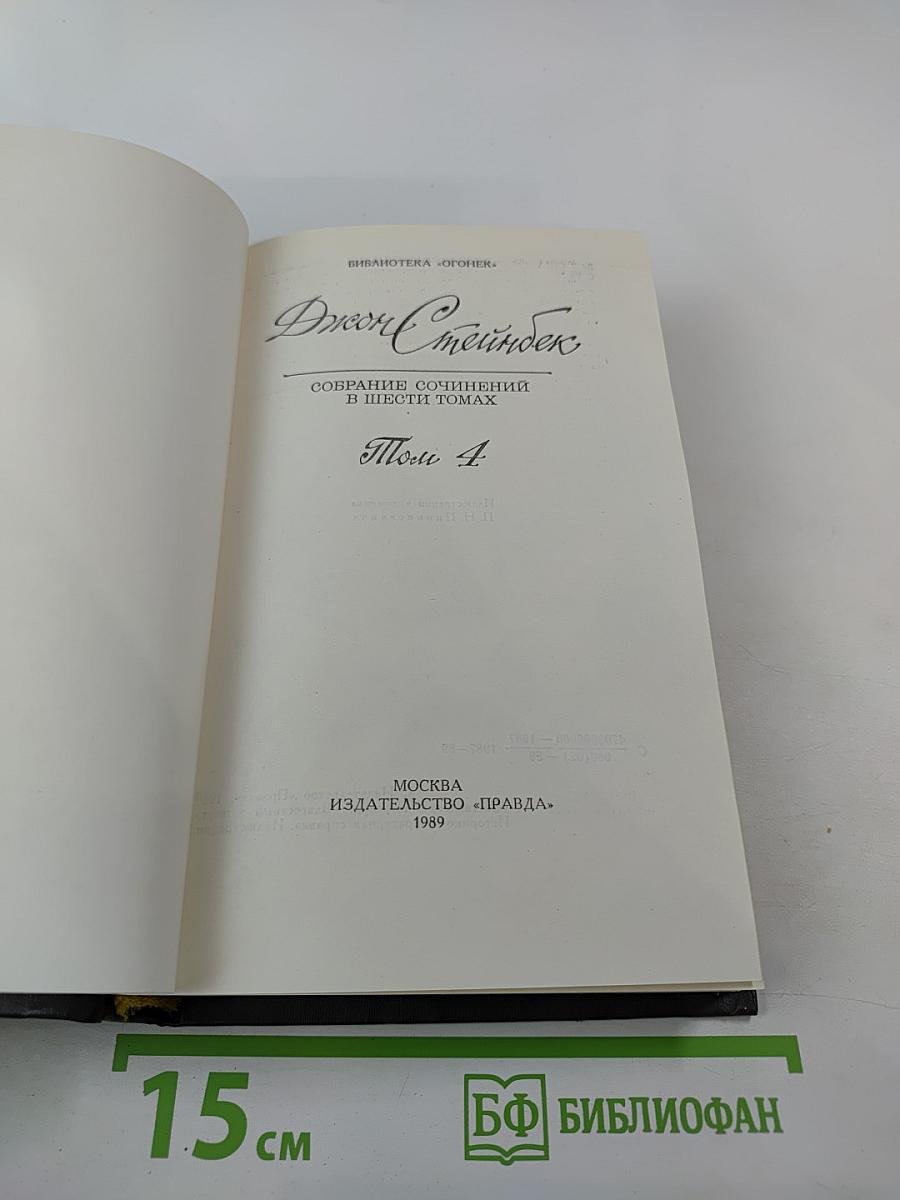 БИБЛИОТЕКА «ОГОНЕК»
Джон Стейнбек
СОБРАНИЕ СОЧИНЕНИЙ
В ШЕСТИ ТОМАХ
Том 4
МОСКВА
ИЗДАТЕЛЬСТВО «ПРАВДА»
1989
15 см
БФ БИБЛИОФАН